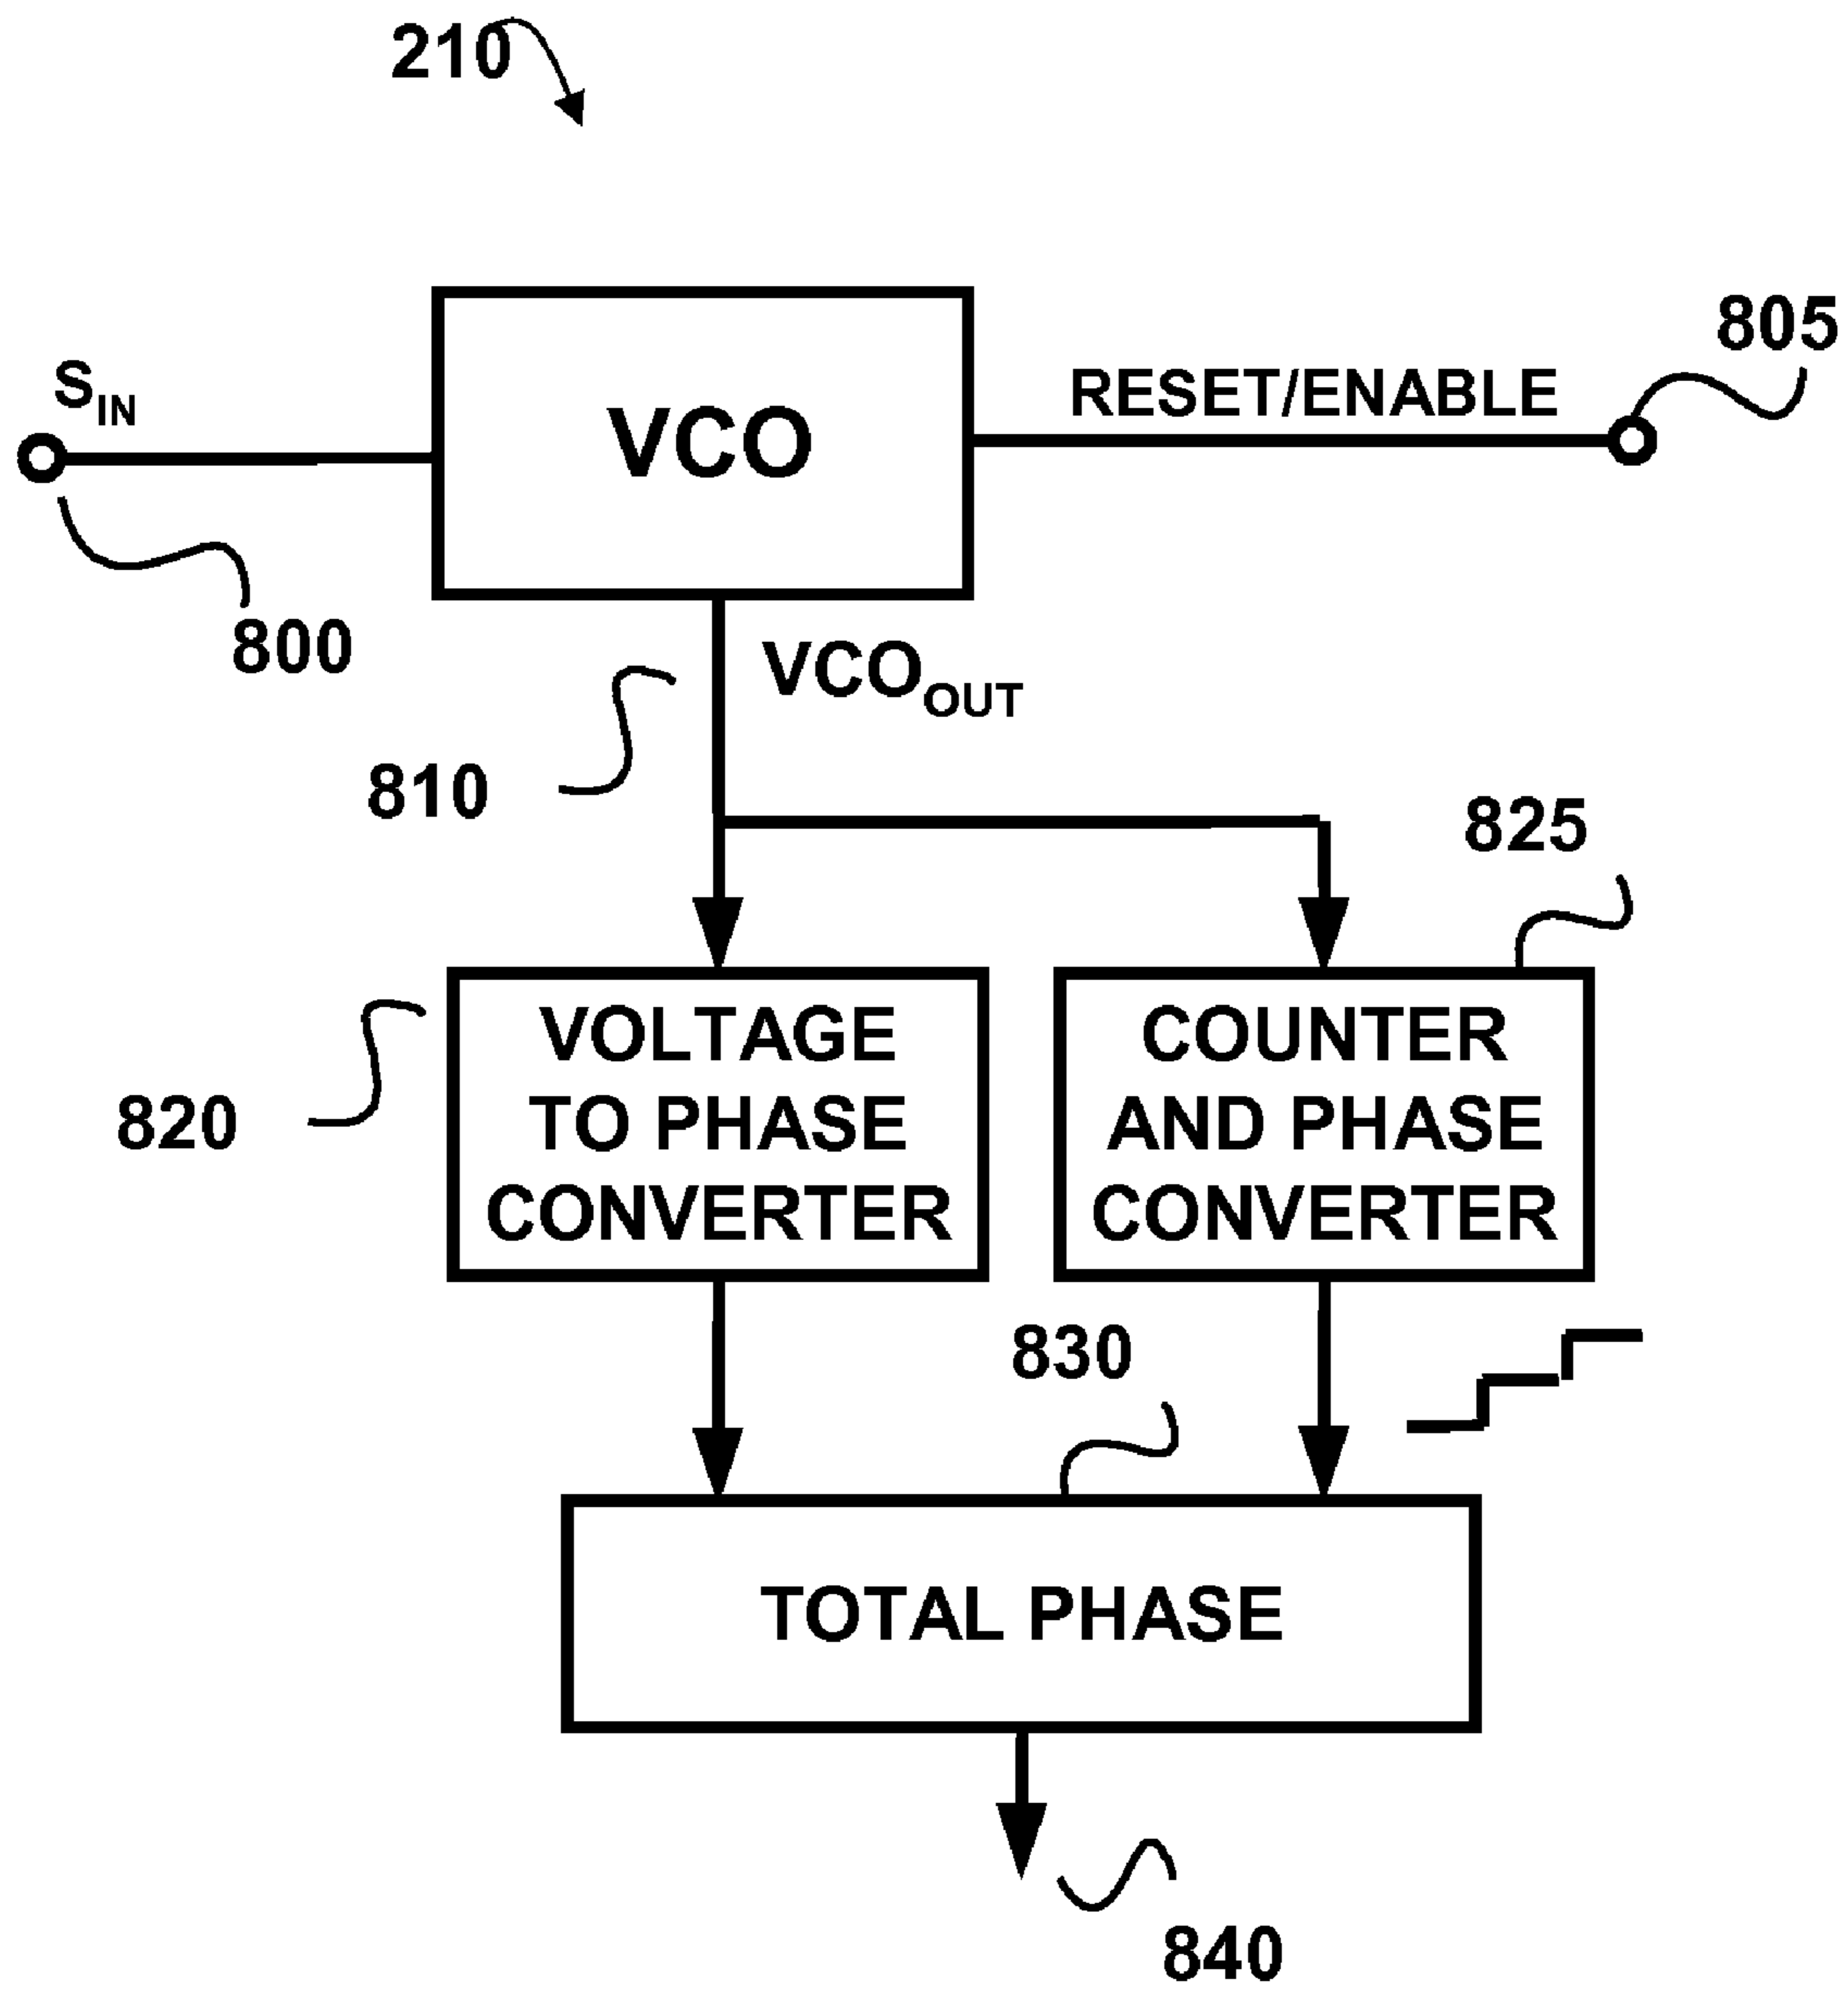 210
805
S_IN
RESET/ENABLE
VCO
800
VCO_OUT
810
825
VOLTAGE
TO PHASE
CONVERTER
COUNTER
AND PHASE
CONVERTER
820
830
TOTAL PHASE
840